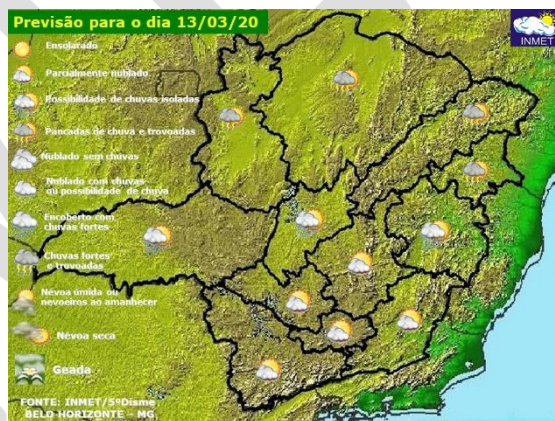 Previsão para o dia 13/03/20
INMET
Ensolarado
Parcialmente nublado
Possibilidade de chuvas isoladas
Pancadas de chuva e trovoadas
Nublado sem chuvas
Nublado com chuvas
ou possibilidade de chuva
Encoberto com
chuvas fortes
Chuvas fortes
e trovoadas
Névoa úmida ou
nevoeiros ao amanhecer
Névoa seca
Geada
FONTE: INMET/5ºDisme
BELO HORIZONTE - MG